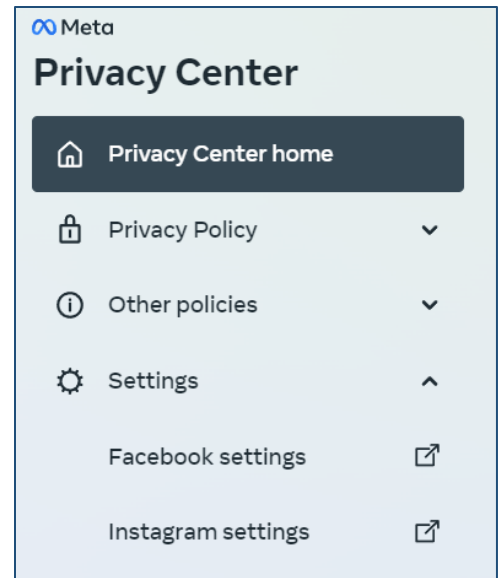 Meta
Privacy Center
Privacy Center home
Privacy Policy
Other policies
Settings
Facebook settings
Instagram settings